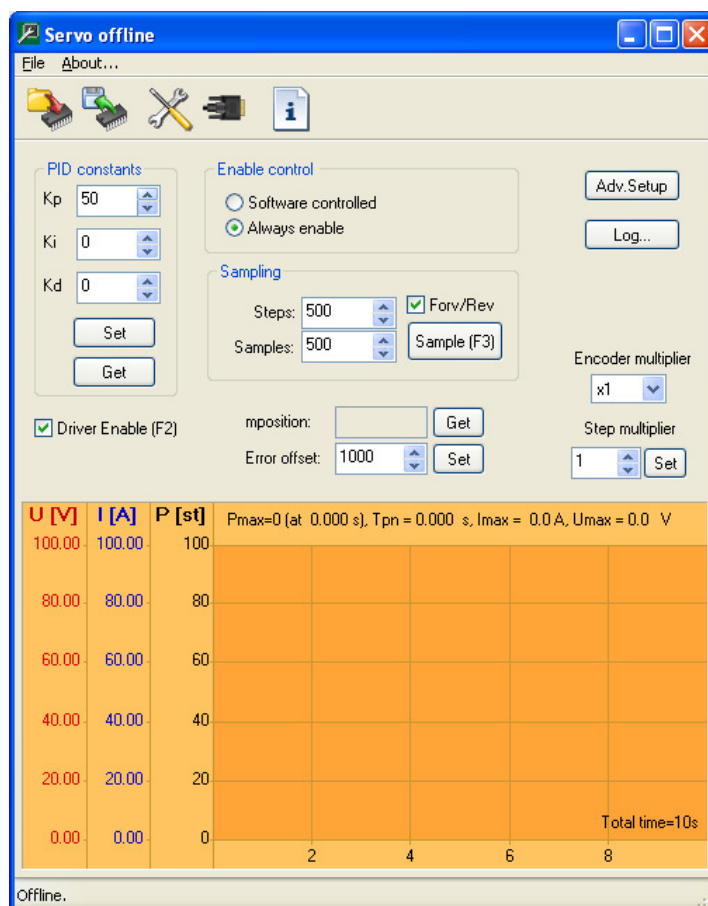 Servo offline
File About...
PID constants
Kp 50
Ki 0
Kd 0
Set
Get
Enable control
Software controlled
Always enable
Adv.Setup
Log...
Sampling
Steps: 500
Forv/Rev
Samples: 500
Sample (F3)
Encoder multiplier
x1
Driver Enable (F2)
mposition:
Get
Error offset: 1000
Set
Step multiplier
1
Set
U [V] I [A] P [st]
Pmax=0 (at 0.000 s), Tpn = 0.000 s, Imax = 0.0 A, Umax = 0.0 V
100.00 100.00 100
80.00 80.00 80
60.00 60.00 60
40.00 40.00 40
20.00 20.00 20
Total time=10s
0.00 0.00 0
2 4 6 8
Offline.